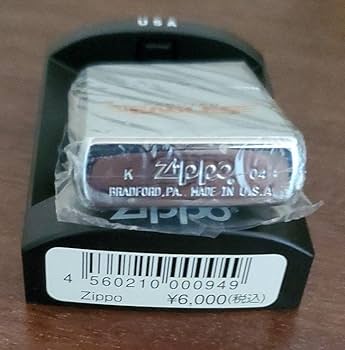 USA
K Zippo 04
BRADFORD, PA. MADE IN U.S.A.
Zippo
4 560210 000949
Zippo ¥6,000(税込)